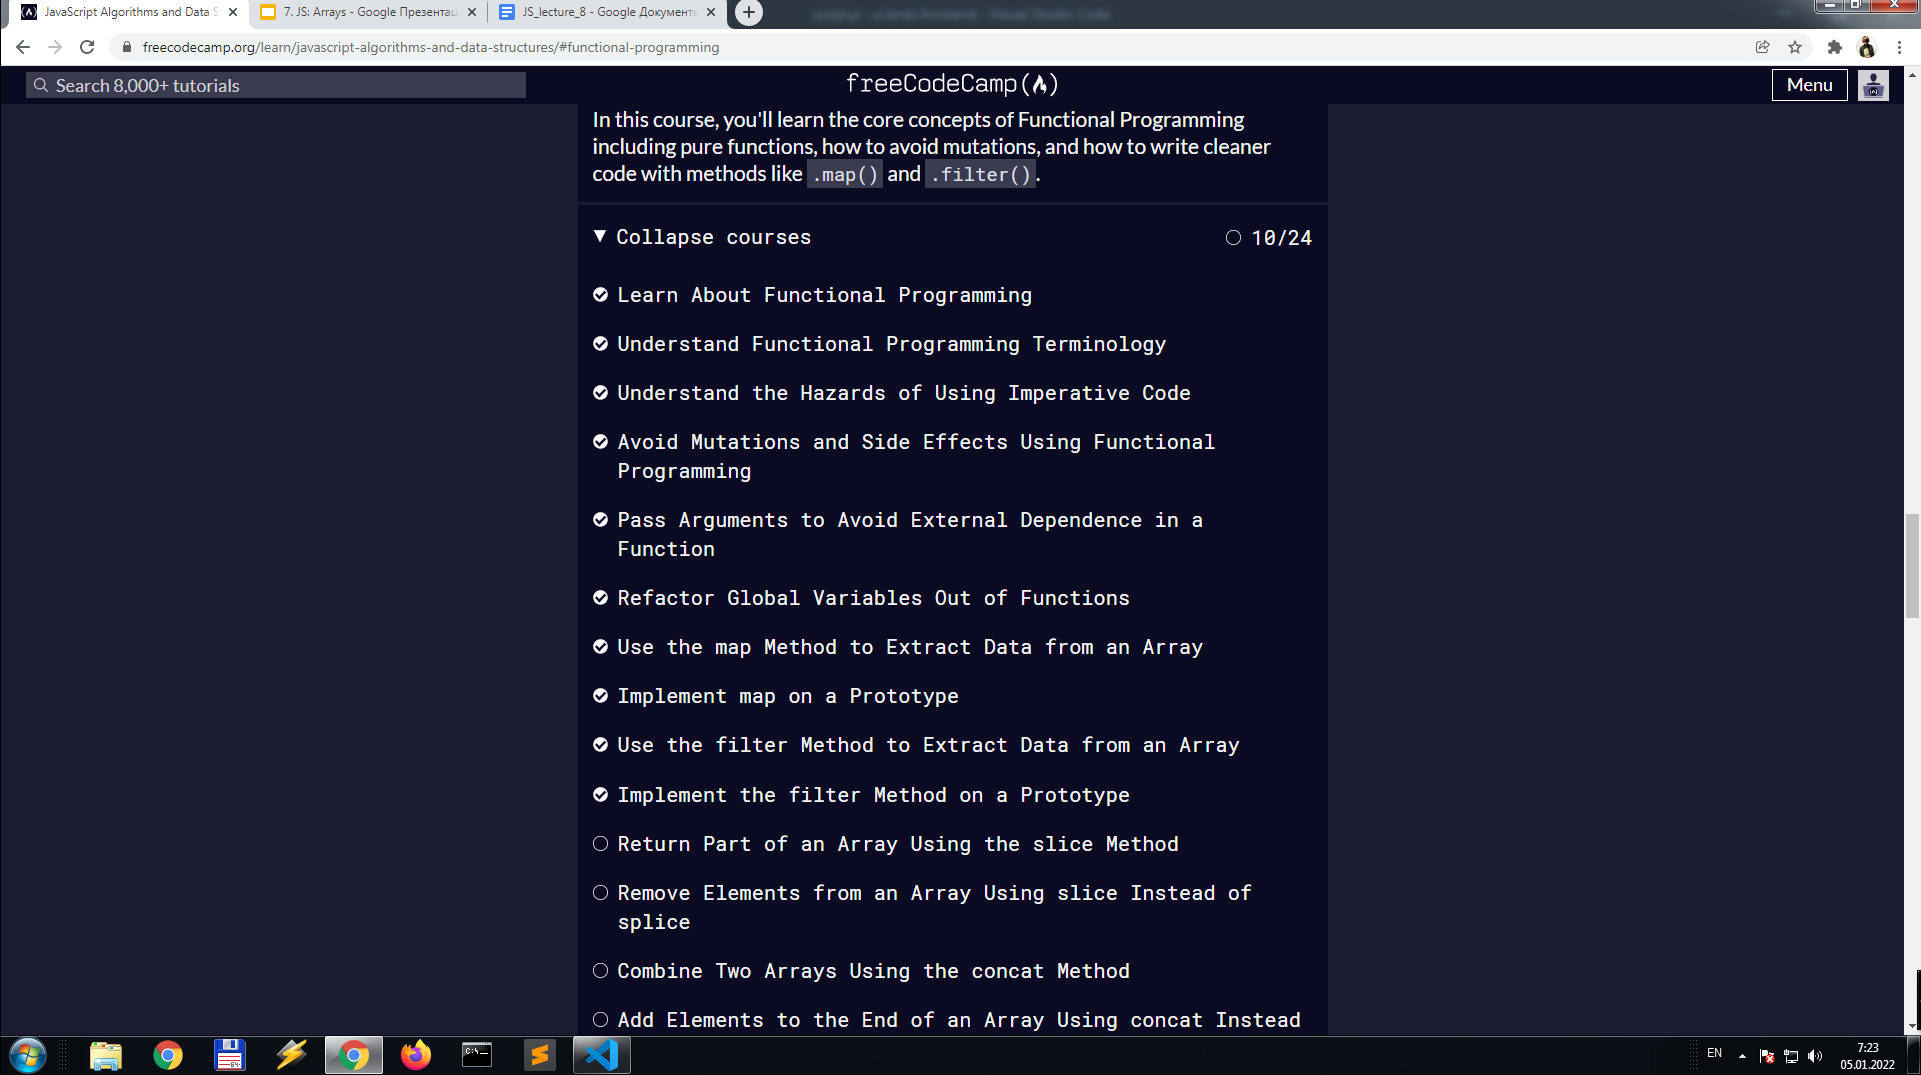 JavaScript Algorithms and Data S
7. JS: Arrays - Google Презентац
JS_lecture_8 - Google Документы
freecodecamp.org/learn/javascript-algorithms-and-data-structures/#functional-programming
Search 8,000+ tutorials
freeCodeCamp
Menu
In this course, you'll learn the core concepts of Functional Programming
including pure functions, how to avoid mutations, and how to write cleaner
code with methods like .map() and .filter().
Collapse courses
10/24
Learn About Functional Programming
Understand Functional Programming Terminology
Understand the Hazards of Using Imperative Code
Avoid Mutations and Side Effects Using Functional
Programming
Pass Arguments to Avoid External Dependence in a
Function
Refactor Global Variables Out of Functions
Use the map Method to Extract Data from an Array
Implement map on a Prototype
Use the filter Method to Extract Data from an Array
Implement the filter Method on a Prototype
Return Part of an Array Using the slice Method
Remove Elements from an Array Using slice Instead of
splice
Combine Two Arrays Using the concat Method
Add Elements to the End of an Array Using concat Instead
EN
7:23
05.01.2022